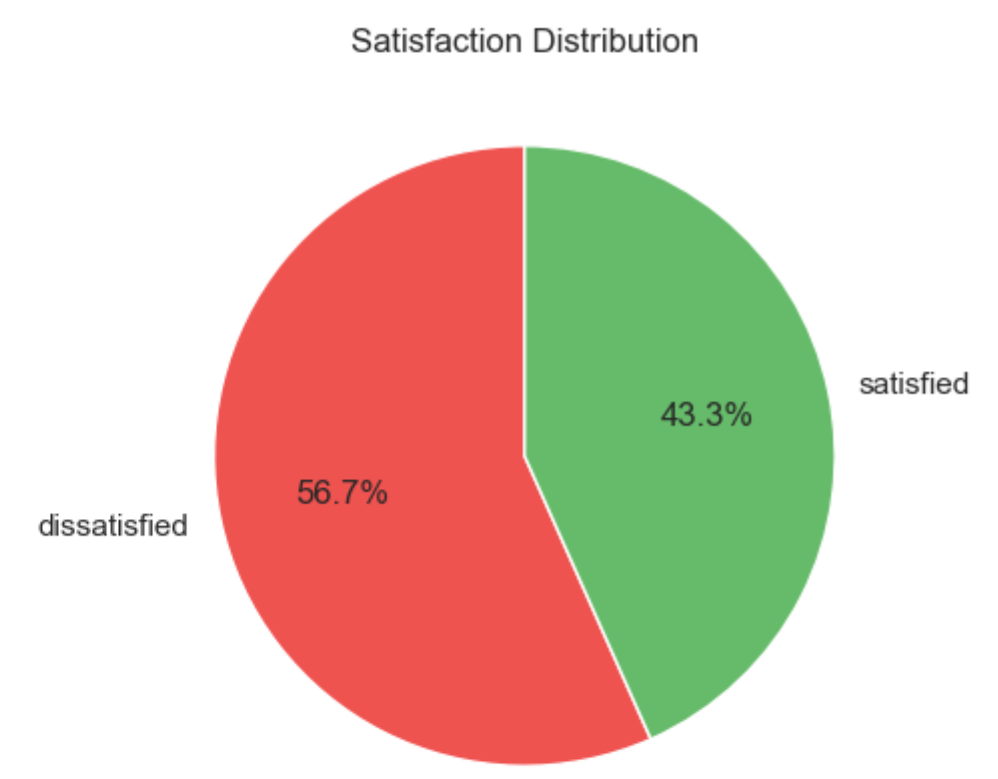 Satisfaction Distribution
satisfied
43.3%
56.7%
dissatisfied